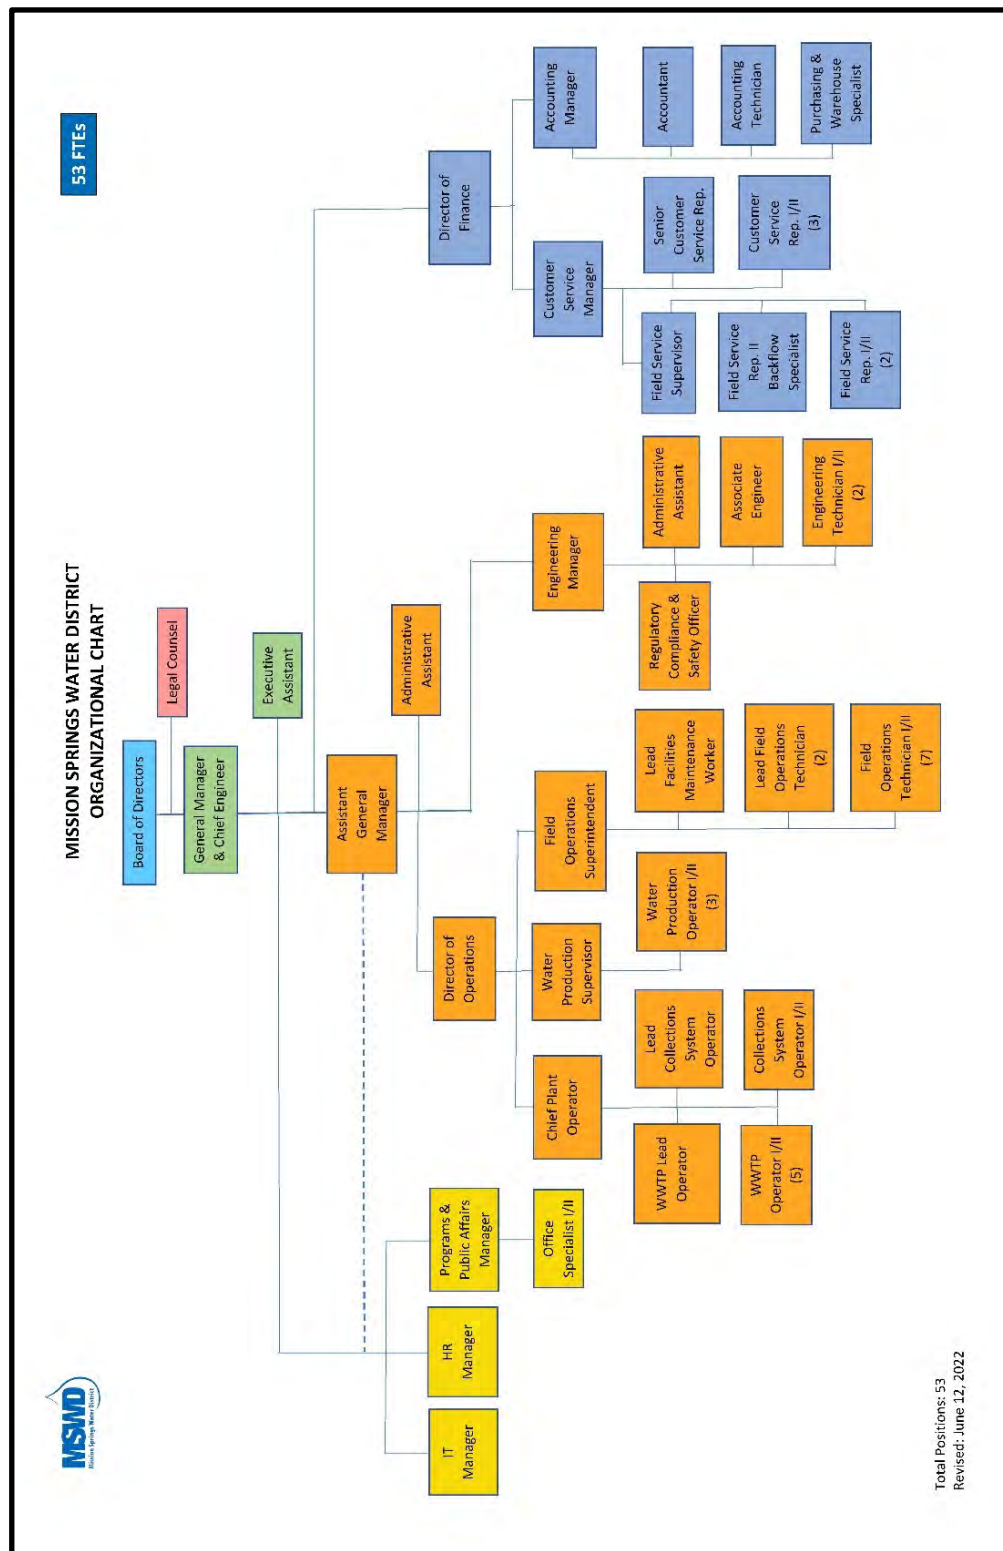 MSWD
Mission Springs Water District
MISSION SPRINGS WATER DISTRICT
ORGANIZATIONAL CHART
53 FTEs
Board of Directors
Legal Counsel
General Manager
& Chief Engineer
Executive
Assistant
Assistant
General
Manager
Administrative
Assistant
IT
Manager
HR
Manager
Programs &
Public Affairs
Manager
Office
Specialist I/II
Director of
Operations
Chief Plant
Operator
WWTP Lead
Operator
Lead
Collections
System
Operator
WWTP
Operator I/II
(5)
Collections
System
Operator I/II
Water
Production
Supervisor
Water
Production
Operator I/II
(3)
Field
Operations
Superintendent
Lead
Facilities
Maintenance
Worker
Lead Field
Operations
Technician
(2)
Field
Operations
Technician I/II
(7)
Engineering
Manager
Regulatory
Compliance &
Safety Officer
Administrative
Assistant
Associate
Engineer
Engineering
Technician I/II
(2)
Director of
Finance
Customer
Service
Manager
Field Service
Supervisor
Field Service
Rep. II
Backflow
Specialist
Field Service
Rep. I/II
(2)
Senior
Customer
Service Rep.
Customer
Service
Rep. I/II
(3)
Accounting
Manager
Accountant
Accounting
Technician
Purchasing &
Warehouse
Specialist
Total Positions: 53
Revised: June 12, 2022